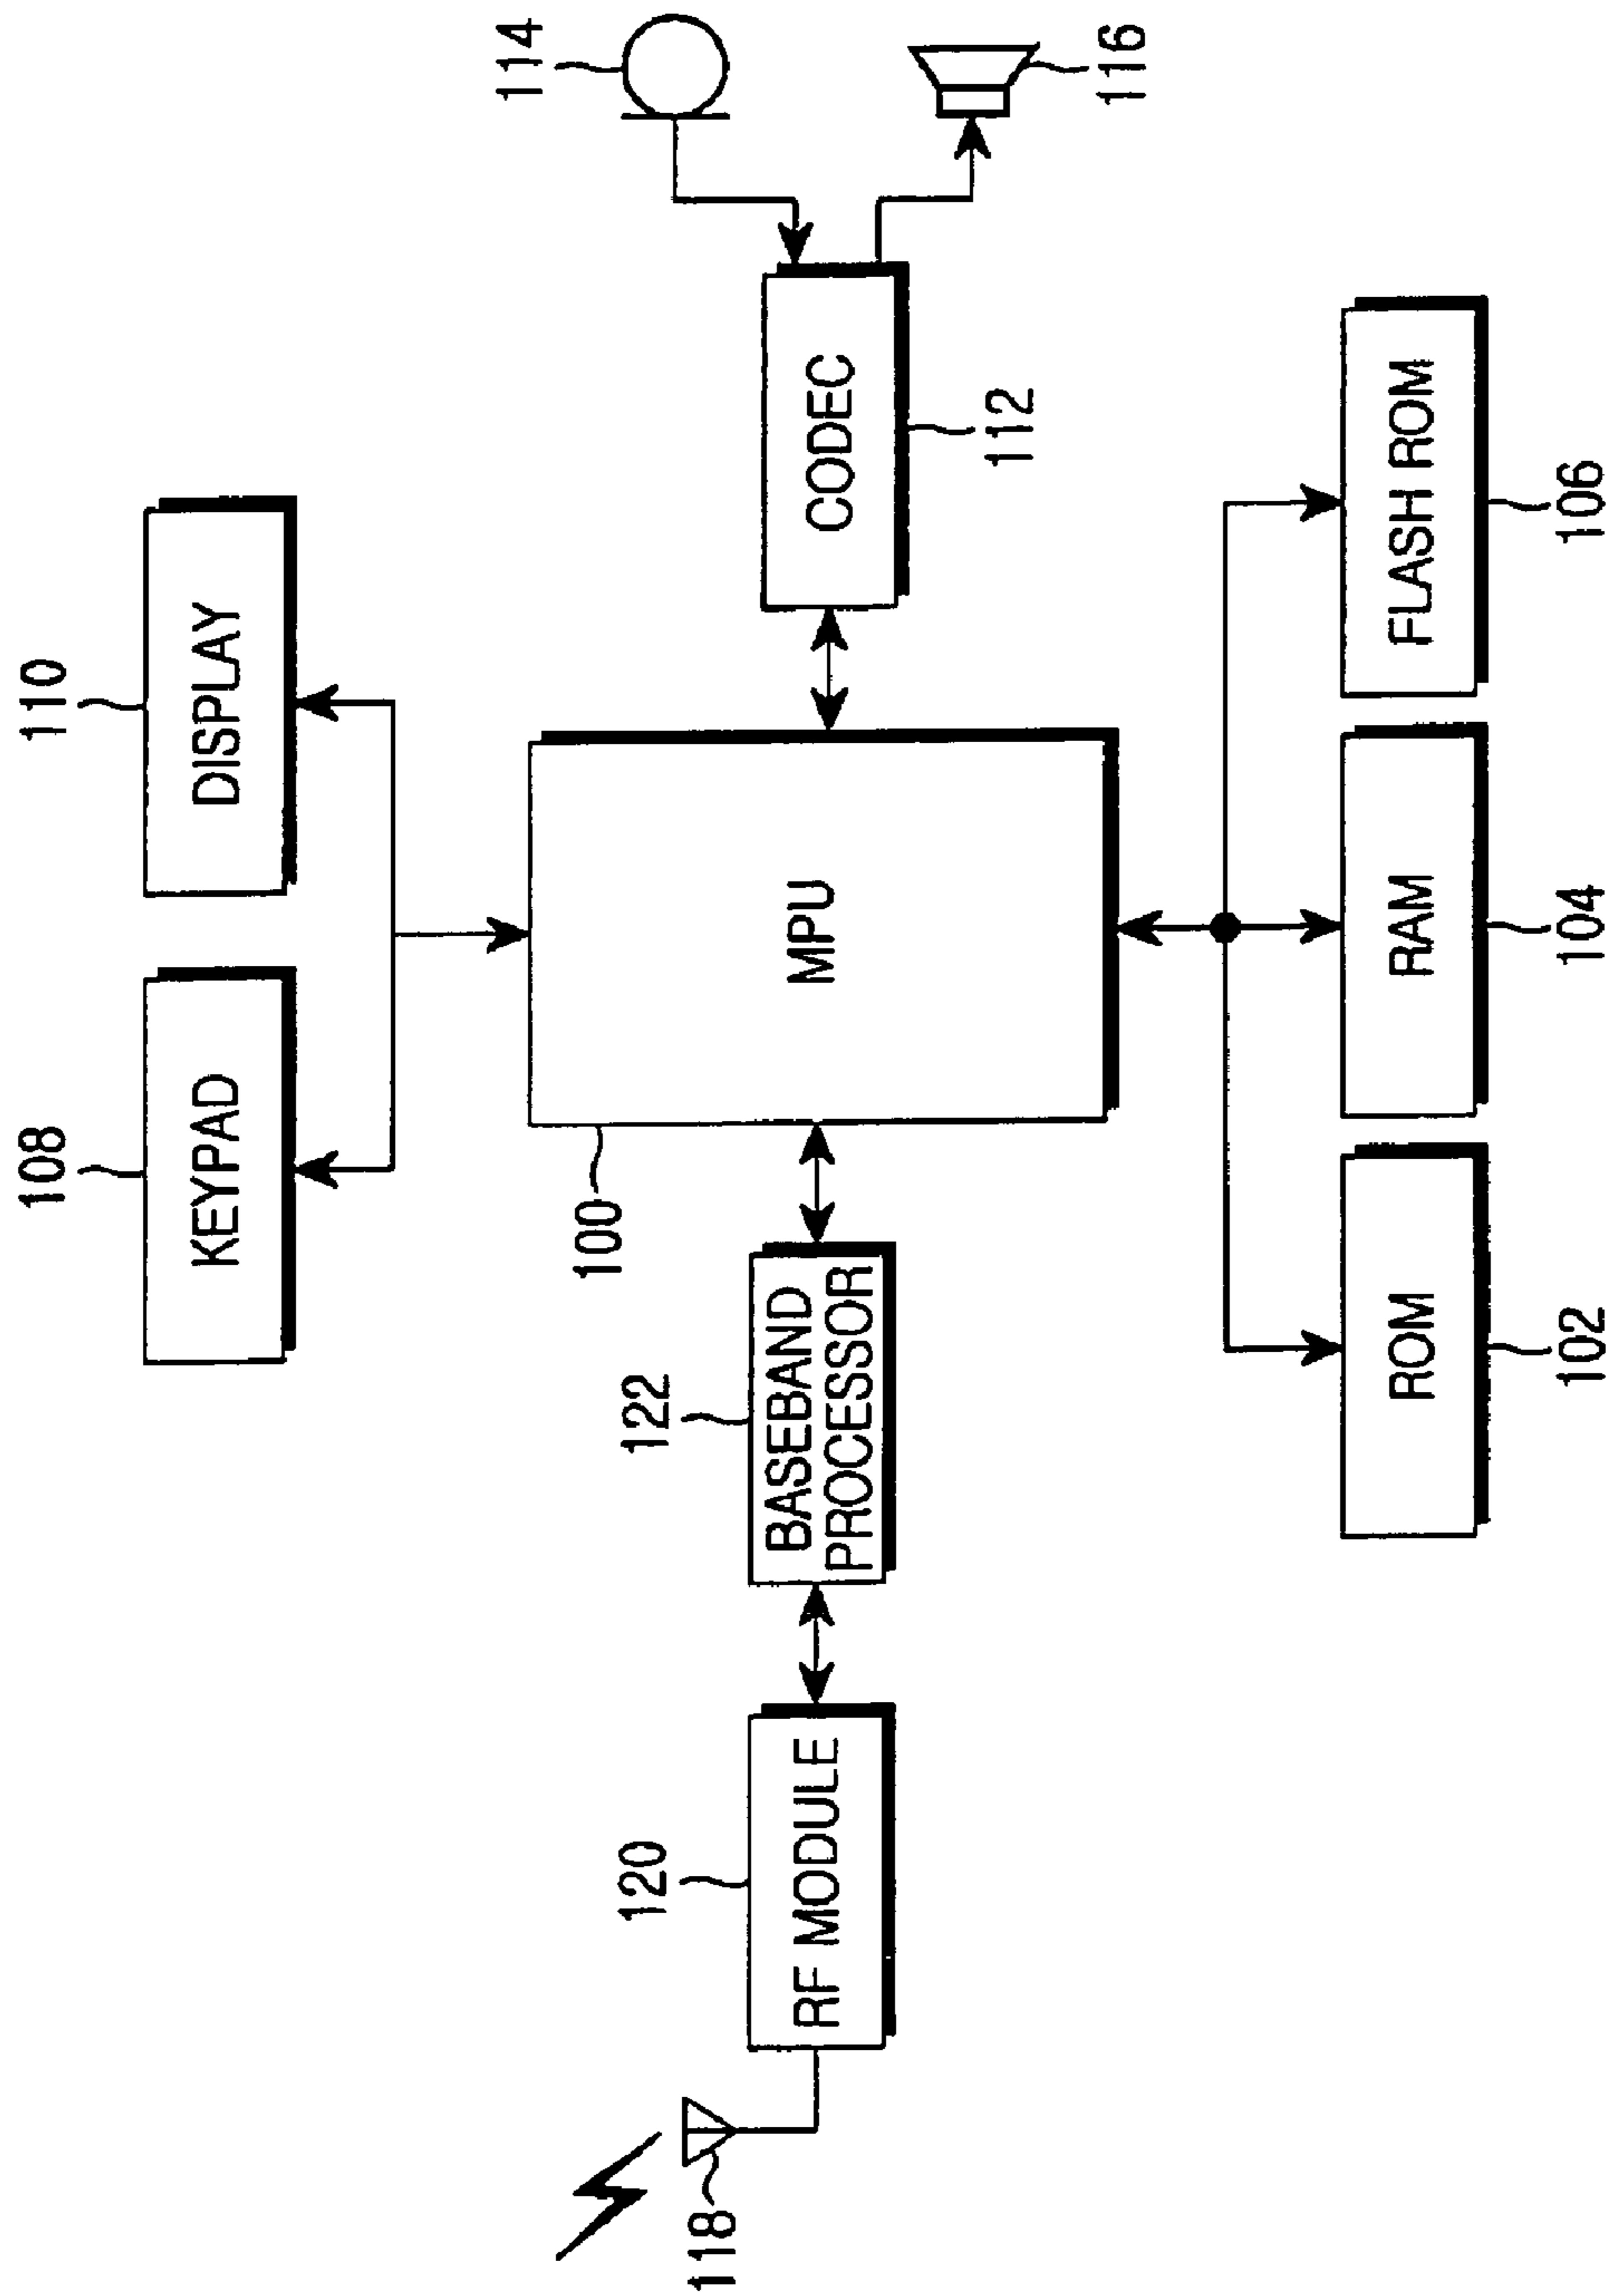 108
110
KEYPAD
DISPLAY
114
118
120
122
100
RF MODULE
BASEBAND
PROCESSOR
MPU
CODEC
112
116
ROM
RAM
FLASH ROM
102
104
106